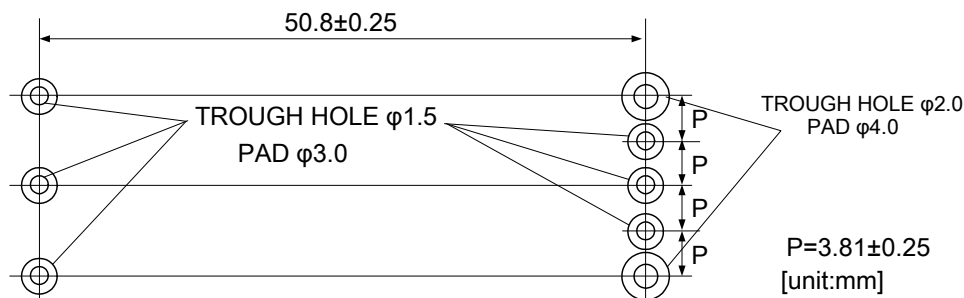 50.8±0.25
TROUGH HOLE φ1.5
PAD φ3.0
TROUGH HOLE φ2.0
PAD φ4.0
P
P
P
P
P=3.81±0.25
[unit:mm]